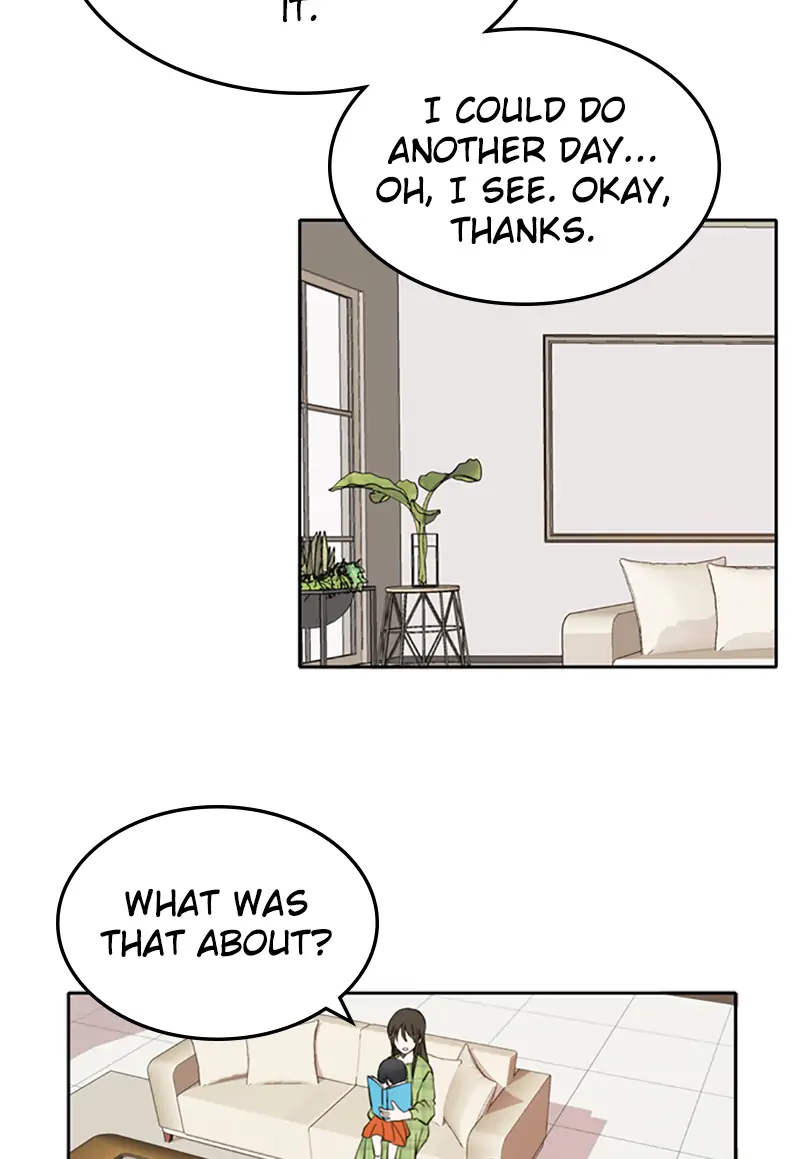 IT.
I COULD DO
ANOTHER DAY...
OH, I SEE. OKAY,
THANKS.
WHAT WAS
THAT ABOUT?